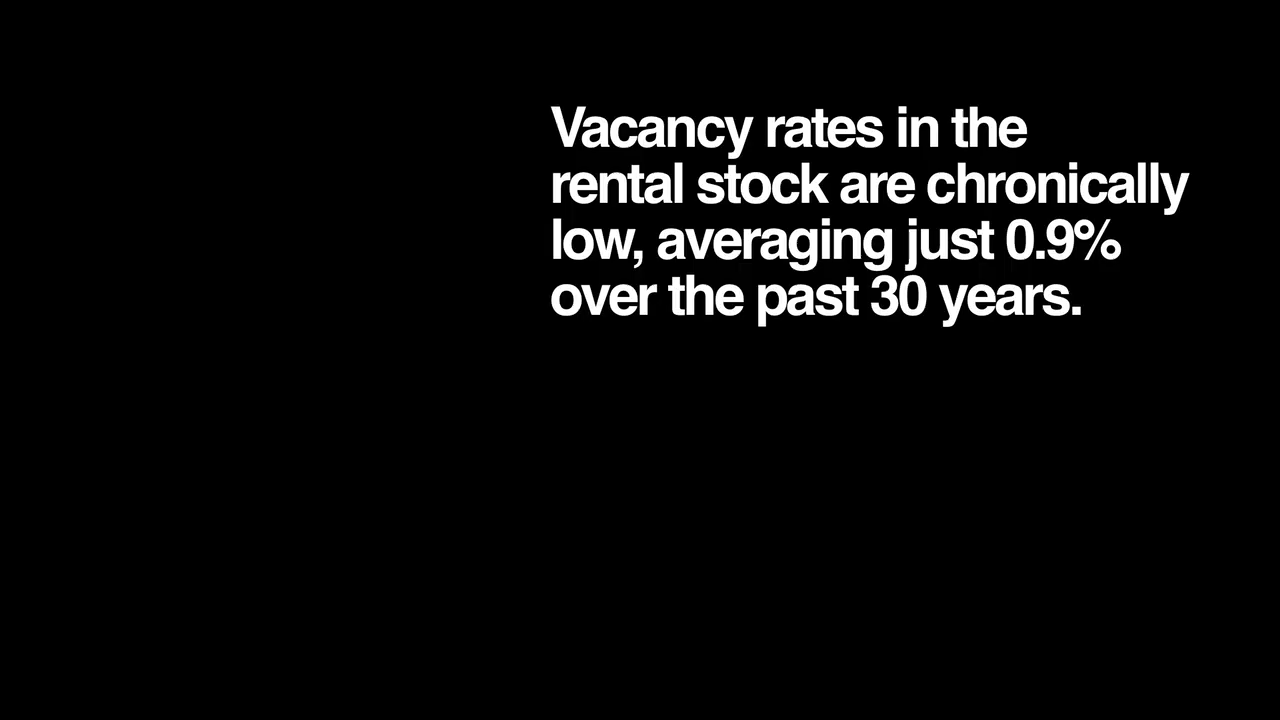 Vacancy rates in the
rental stock are chronically
low, averaging just 0.9%
over the past 30 years.